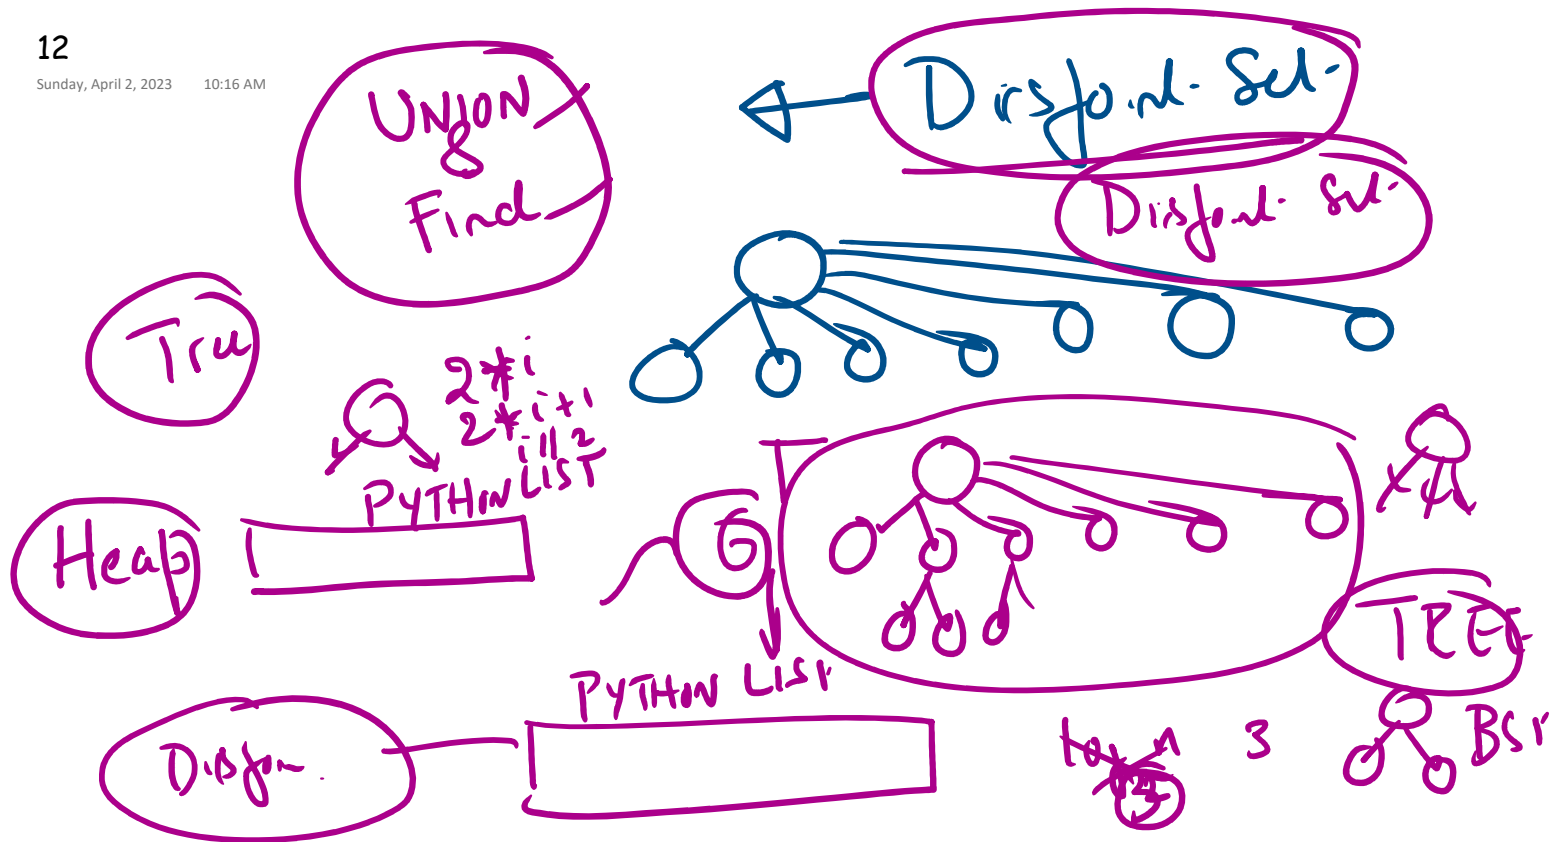 12
Sunday, April 2, 2023 10:16 AM
UNION
&
Find
Disjoint Set
Disjoint Set
Tree
2*i
2*i+1
i//2
PYTHON LIST
Heap
TREE
PYTHON LIST
Disjoin
3
BST